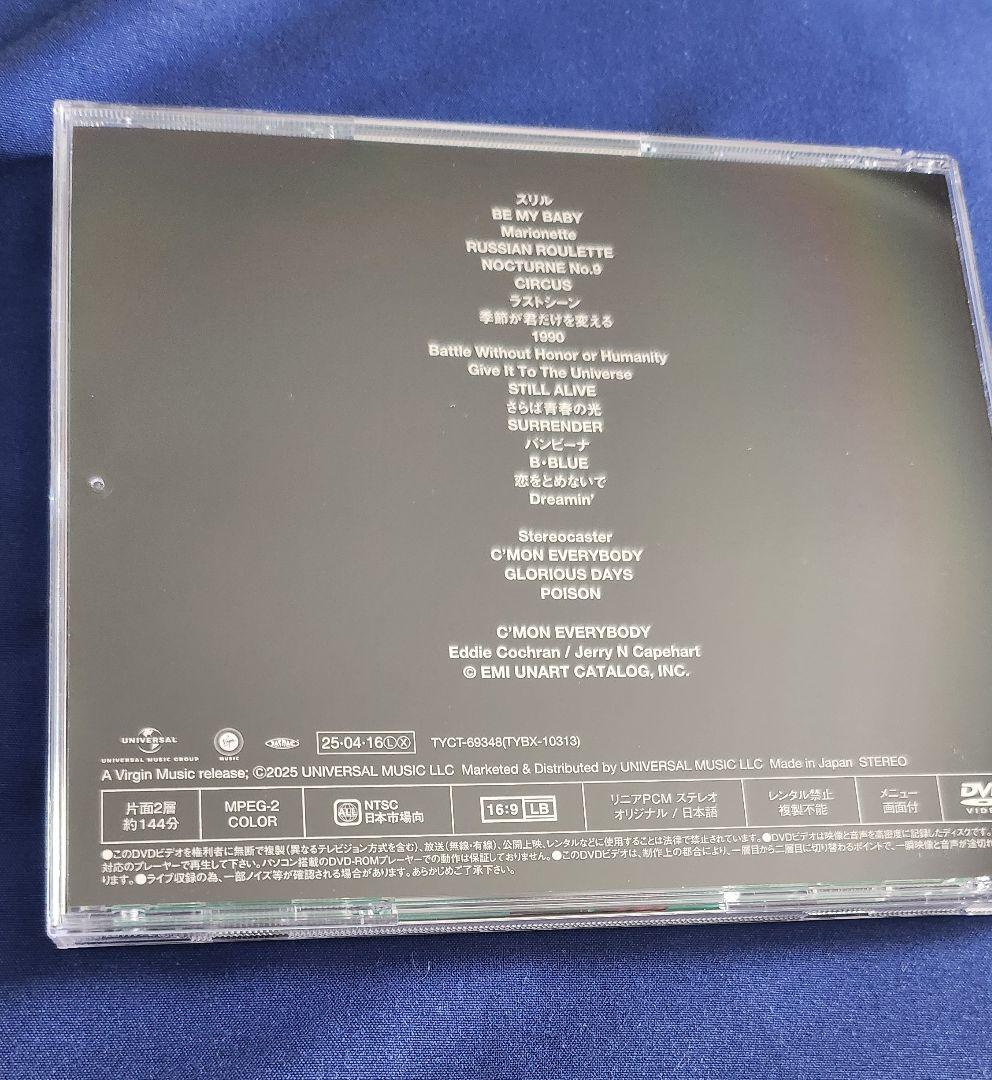 スリル
BE MY BABY
Marionette
RUSSIAN ROULETTE
NOCTURNE No.9
CIRCUS
ラストシーン
季節が君だけを変える
1990
Battle Without Honor or Humanity
Give It To The Universe
STILL ALIVE
さらば青春の光
SURRENDER
バンビーナ
B・BLUE
恋をとめないで
Dreamin'
Stereocaster
C'MON EVERYBODY
GLORIOUS DAYS
POISON
C'MON EVERYBODY
Eddie Cochran / Jerry N Capehart
© EMI UNART CATALOG, INC.
UNIVERSAL
UNIVERSAL MUSIC GROUP
Virgin
MUSIC
25・04・16ⓁⓍ TYCT-69348(TYBX-10313)
A Virgin Music release; ©2025 UNIVERSAL MUSIC LLC Marketed & Distributed by UNIVERSAL MUSIC LLC Made in Japan STEREO
片面2層
約144分
MPEG-2
COLOR
ALL
NTSC
日本市場向
16:9 LB
リニアPCM ステレオ
オリジナル / 日本語
レンタル禁止
複製不能
メニュー
画面付
DVD
VIDEO
●このDVDビデオを権利者に無断で複製(異なるテレビジョン方式を含む)、放送(無線・有線)、公開上映、レンタルなどに使用することは法律で禁止されています。●DVDビデオは映像と音声を高密度に記録したディスクです。
対応のプレーヤーで再生して下さい。パソコン搭載のDVD-ROMプレーヤーでの動作は保証しておりません。●このDVDビデオは、制作上の都合により、一層目から二層目に切り替わるポイントで、一瞬映像と音声が途切れ
ります。●ライブ収録の為、一部ノイズ等が確認される場合があります。あらかじめご了承下さい。